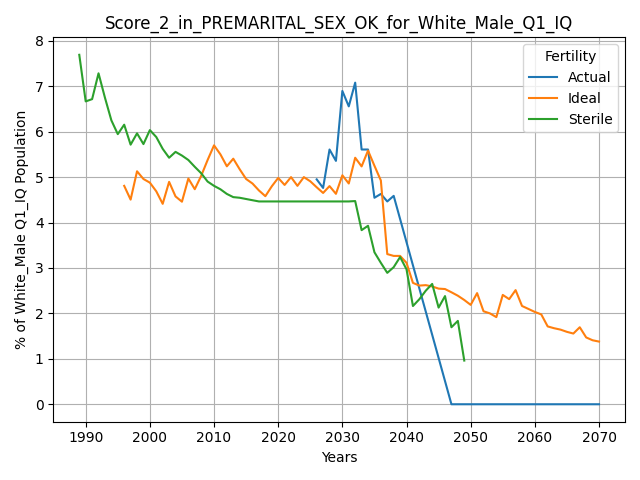 Score_2_in_PREMARITAL_SEX_OK_for_White_Male_Q1_IQ
% of White_Male Q1_IQ Population
8
7
6
5
4
3
2
1
0
Fertility
Actual
Ideal
Sterile
1990 2000 2010 2020 2030 2040 2050 2060 2070
Years